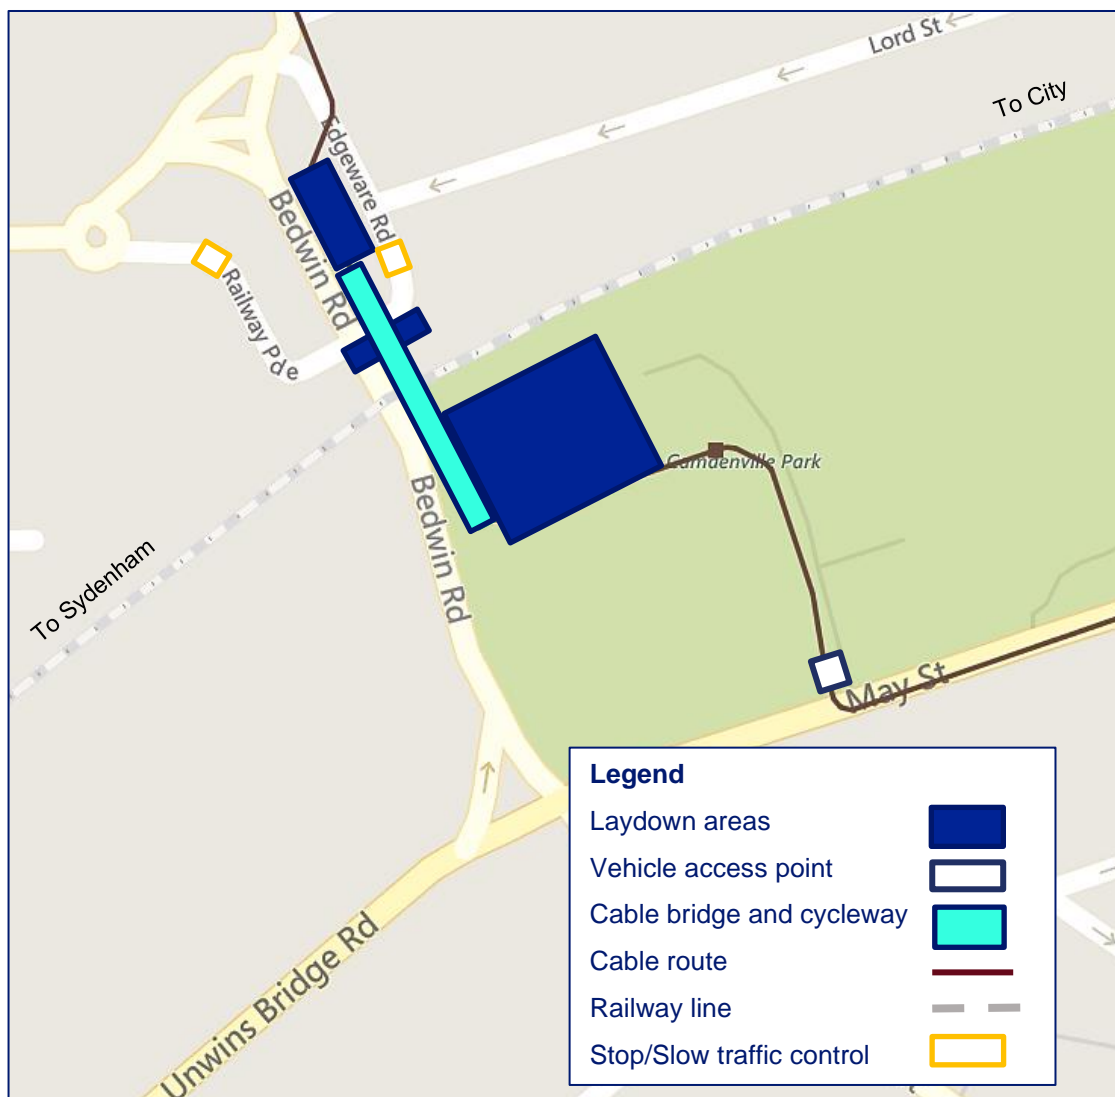 Lord St
To City
Edgeware Rd
Bedwin Rd
Railway Pde
Camdenville Park
Bedwin Rd
To Sydenham
May St
Unwins Bridge Rd
Legend
Laydown areas
Vehicle access point
Cable bridge and cycleway
Cable route
Railway line
Stop/Slow traffic control